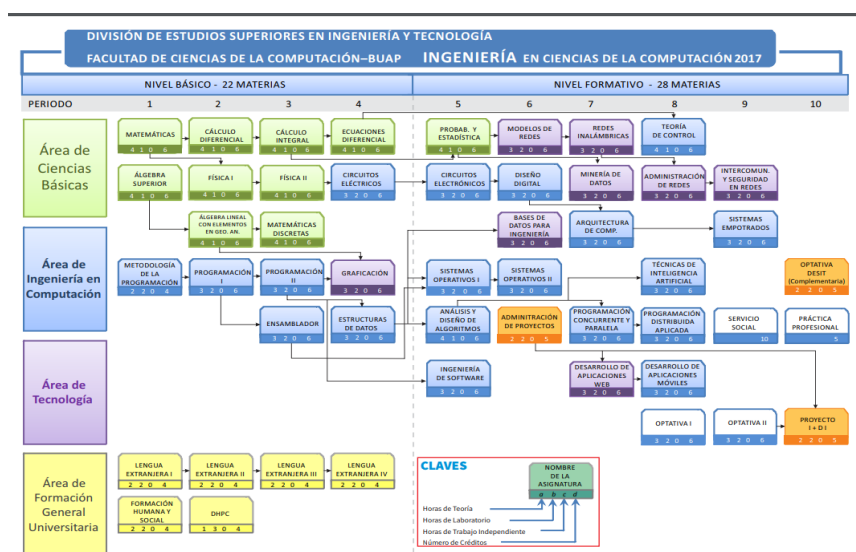 DIVISIÓN DE ESTUDIOS SUPERIORES EN INGENIERÍA Y TECNOLOGÍA
FACULTAD DE CIENCIAS DE LA COMPUTACIÓN–BUAP INGENIERÍA EN CIENCIAS DE LA COMPUTACIÓN 2017
NIVEL BÁSICO - 22 MATERIAS
NIVEL FORMATIVO - 28 MATERIAS
PERIODO 1 2 3 4 5 6 7 8 9 10
Área de
Ciencias
Básicas
MATEMÁTICAS
4 1 0 6
CÁLCULO
DIFERENCIAL
4 1 0 6
CÁLCULO
INTEGRAL
4 1 0 6
ECUACIONES
DIFERENCIAL
4 1 0 6
PROBAB. Y
ESTADÍSTICA
4 1 0 6
MODELOS DE
REDES
3 2 0 6
REDES
INALÁMBRICAS
3 2 0 6
TEORÍA
DE CONTROL
4 1 0 6
ÁLGEBRA
SUPERIOR
4 1 0 6
FÍSICA I
4 1 0 6
FÍSICA II
4 1 0 6
CIRCUITOS
ELÉCTRICOS
3 2 0 6
CIRCUITOS
ELECTRÓNICOS
3 2 0 6
DISEÑO
DIGITAL
3 2 0 6
MINERÍA DE
DATOS
3 2 0 6
ADMINISTRACIÓN
DE REDES
3 2 0 6
INTERCOMUN.
Y SEGURIDAD
EN REDES
3 2 0 6
ÁLGEBRA LINEAL
CON ELEMENTOS
EN GEO. AN.
4 1 0 6
MATEMÁTICAS
DISCRETAS
4 1 0 6
BASES DE
DATOS PARA
INGENIERÍA
3 2 0 6
ARQUITECTURA
DE COMP.
3 2 0 6
SISTEMAS
EMPOTRADOS
3 2 0 6
Área de
Ingeniería en
Computación
METODOLOGÍA
DE LA
PROGRAMACIÓN
2 2 0 4
PROGRAMACIÓN
I
3 2 0 6
PROGRAMACIÓN
II
3 2 0 6
GRAFICACIÓN
3 2 0 6
SISTEMAS
OPERATIVOS I
3 2 0 6
SISTEMAS
OPERATIVOS II
3 2 0 6
TÉCNICAS DE
INTELIGENCIA
ARTIFICIAL
3 2 0 6
OPTATIVA
DESIT
(Complementaria)
2 2 0 5
ENSAMBLADOR
3 2 0 6
ESTRUCTURAS
DE DATOS
3 2 0 6
ANÁLISIS Y
DISEÑO DE
ALGORITMOS
4 1 0 6
ADMINITRACIÓN
DE PROYECTOS
2 2 0 5
PROGRAMACIÓN
CONCURRENTE Y
PARALELA
3 2 0 6
PROGRAMACIÓN
DISTRIBUIDA
APLICADA
3 2 0 6
SERVICIO
SOCIAL
10
PRÁCTICA
PROFESIONAL
5
Área de
Tecnología
INGENIERÍA
DE SOFTWARE
3 2 0 6
DESARROLLO DE
APLICACIONES
WEB
3 2 0 6
DESARROLLO DE
APLICACIONES
MÓVILES
3 2 0 6
OPTATIVA I
3 2 0 6
OPTATIVA II
3 2 0 6
PROYECTO
I + D I
2 2 0 5
Área de
Formación
General
Universitaria
LENGUA
EXTRANJERA I
2 2 0 4
LENGUA
EXTRANJERA II
2 2 0 4
LENGUA
EXTRANJERA III
2 2 0 4
LENGUA
EXTRANJERA IV
2 2 0 4
FORMACIÓN
HUMANA Y
SOCIAL
2 2 0 4
DHPC
1 3 0 4
CLAVES
NOMBRE
DE LA
ASIGNATURA
a b c d
Horas de Teoría
Horas de Laboratorio
Horas de Trabajo Independiente
Número de Créditos